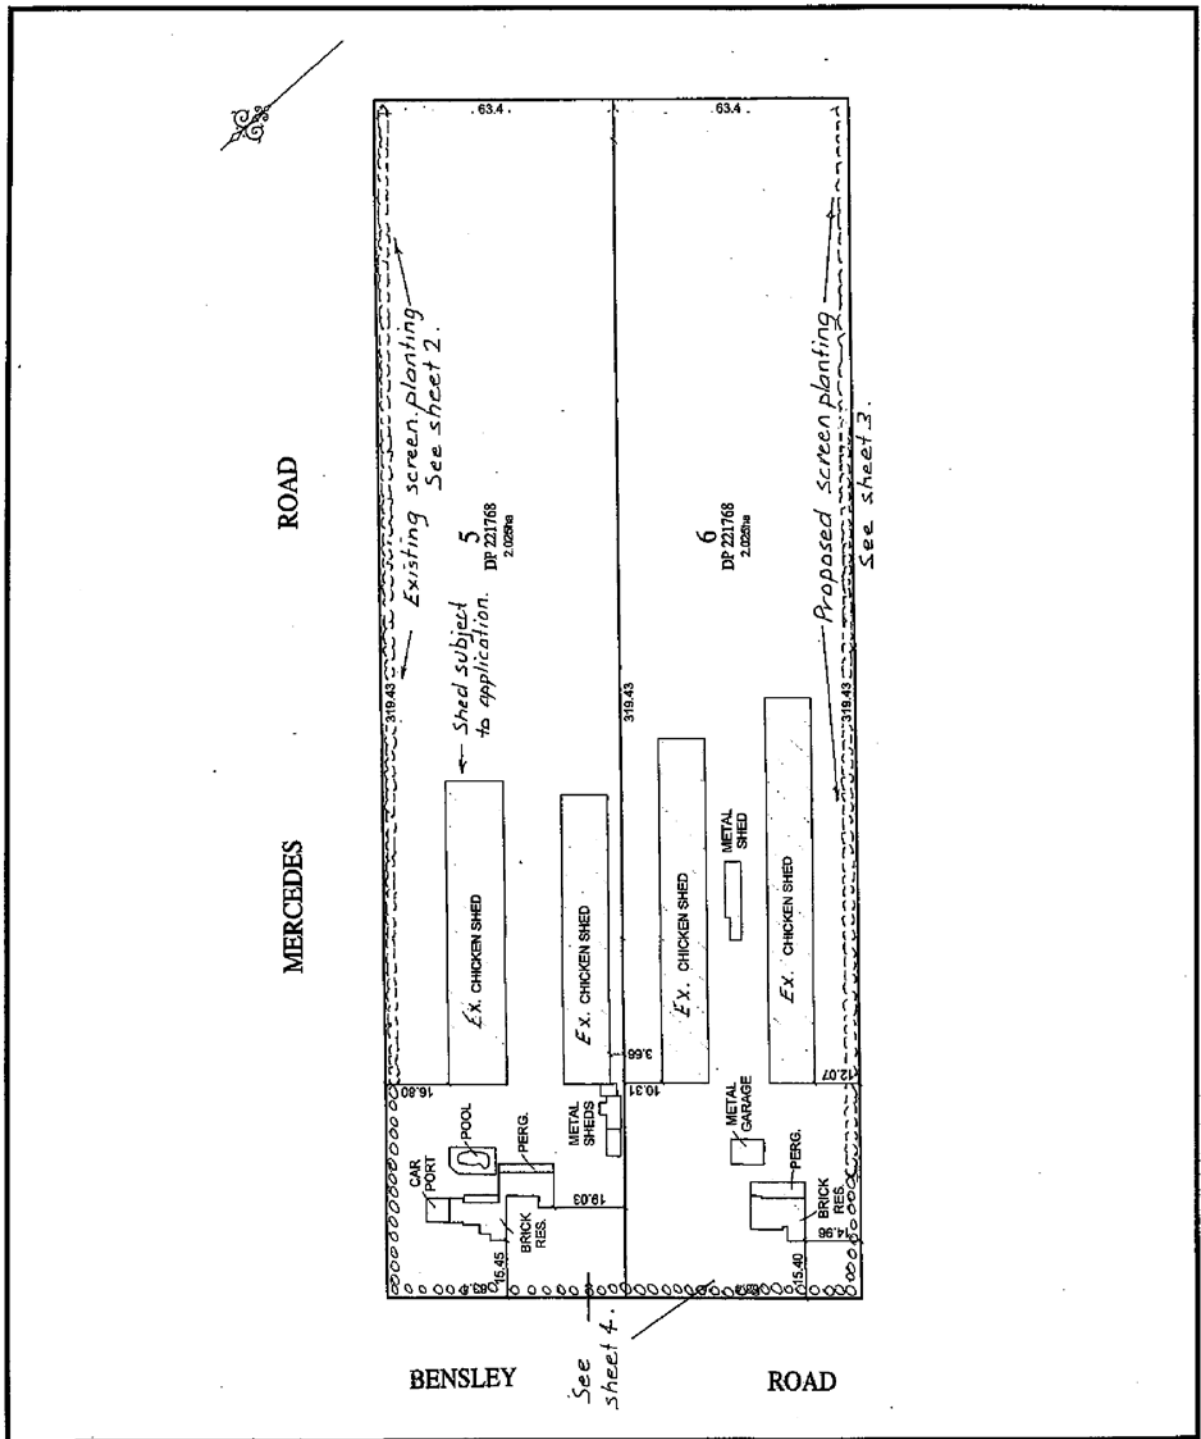 63.4
63.4
Existing screen planting
See sheet 2.
Proposed screen planting
See sheet 3.
ROAD
MERCEDES
5
DP 221768
2.026ha
6
DP 221768
2.026ha
Shed subject
to application.
319.43
319.43
319.43
Ex. CHICKEN SHED
Ex. CHICKEN SHED
Ex. CHICKEN SHED
METAL
SHED
Ex. CHICKEN SHED
16.80
3.68
10.31
12.07
CAR
PORT
POOL
PERG.
METAL
SHEDS
METAL
GARAGE
PERG.
BRICK
RES.
19.03
BRICK
RES.
14.96
15.45
15.40
See
sheet 4.
BENSLEY
ROAD